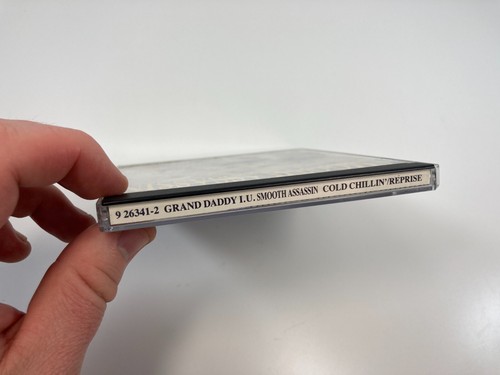 9 26341-2 GRAND DADDY I.U. SMOOTH ASSASSIN COLD CHILLIN'/REPRISE